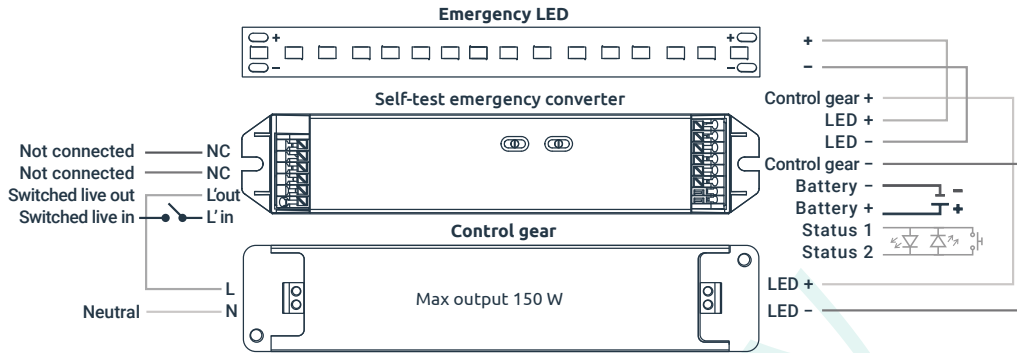 Emergency LED
+ +
− −
+
−
Self-test emergency converter
Not connected NC
Not connected NC
Switched live out L'out
Switched live in L' in
Control gear +
LED +
LED −
Control gear −
Battery − −
Battery + +
Status 1
Status 2
Control gear
L
Neutral N
Max output 150 W
LED +
LED −